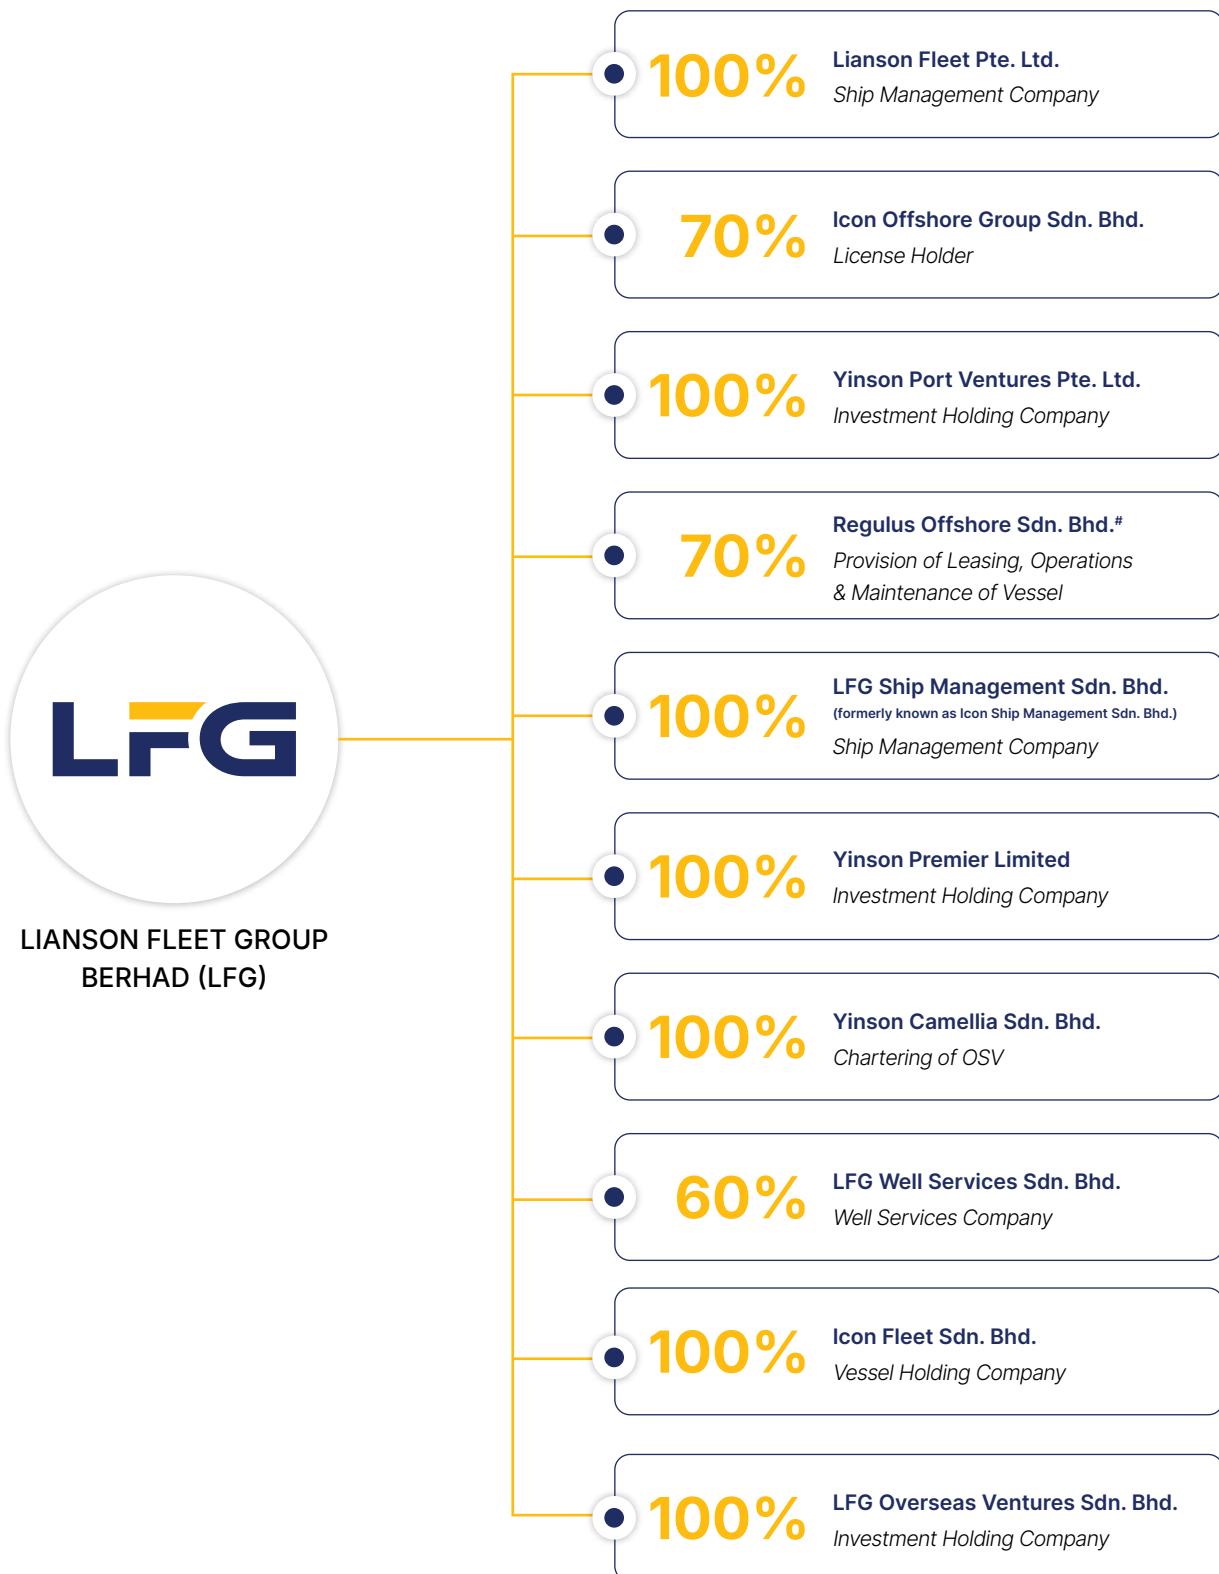 100%
Lianson Fleet Pte. Ltd.
Ship Management Company
70%
Icon Offshore Group Sdn. Bhd.
License Holder
100%
Yinson Port Ventures Pte. Ltd.
Investment Holding Company
70%
Regulus Offshore Sdn. Bhd.#
Provision of Leasing, Operations
& Maintenance of Vessel
LFG
LIANSON FLEET GROUP
BERHAD (LFG)
100%
LFG Ship Management Sdn. Bhd.
(formerly known as Icon Ship Management Sdn. Bhd.)
Ship Management Company
100%
Yinson Premier Limited
Investment Holding Company
100%
Yinson Camellia Sdn. Bhd.
Chartering of OSV
60%
LFG Well Services Sdn. Bhd.
Well Services Company
100%
Icon Fleet Sdn. Bhd.
Vessel Holding Company
100%
LFG Overseas Ventures Sdn. Bhd.
Investment Holding Company